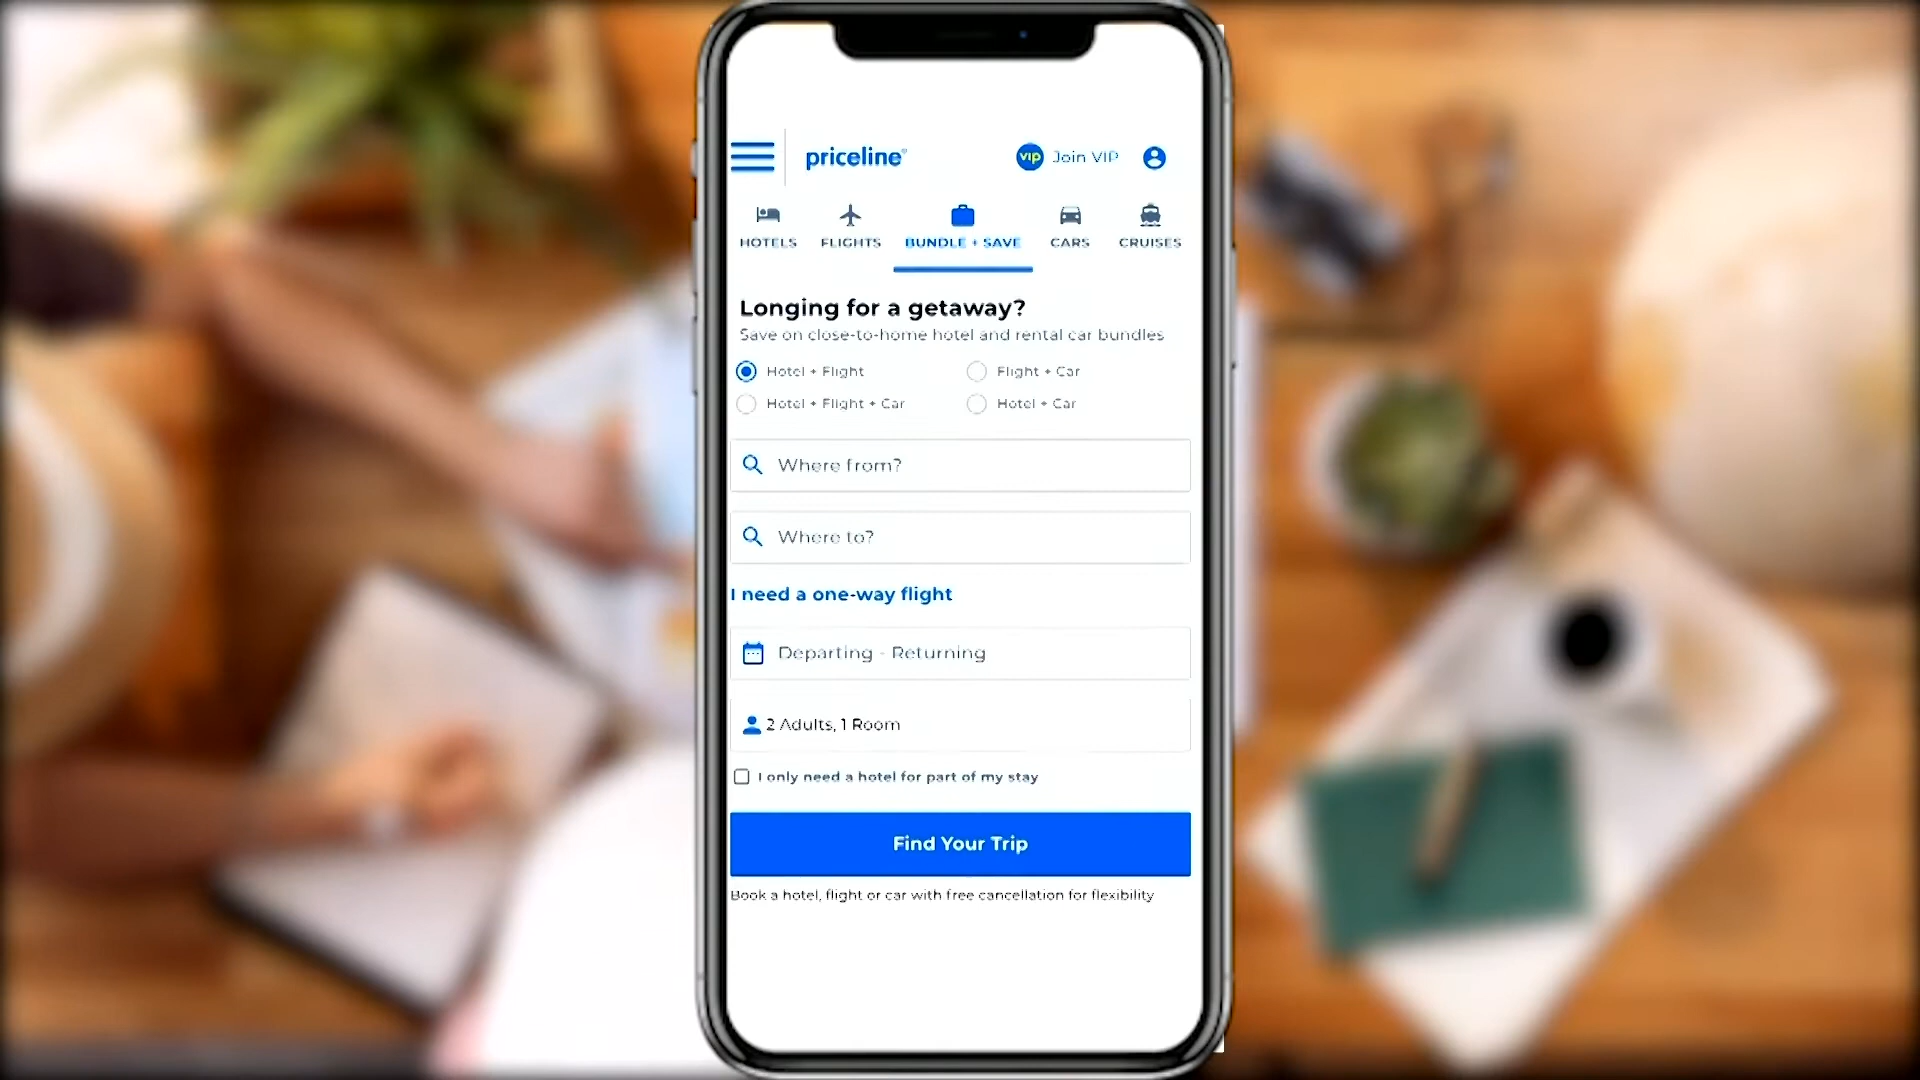 priceline®
vip Join VIP
HOTELS FLIGHTS BUNDLE + SAVE CARS CRUISES
Longing for a getaway?
Save on close-to-home hotel and rental car bundles
Hotel + Flight Flight + Car
Hotel + Flight + Car Hotel + Car
Where from?
Where to?
I need a one-way flight
Departing - Returning
2 Adults, 1 Room
I only need a hotel for part of my stay
Find Your Trip
Book a hotel, flight or car with free cancellation for flexibility